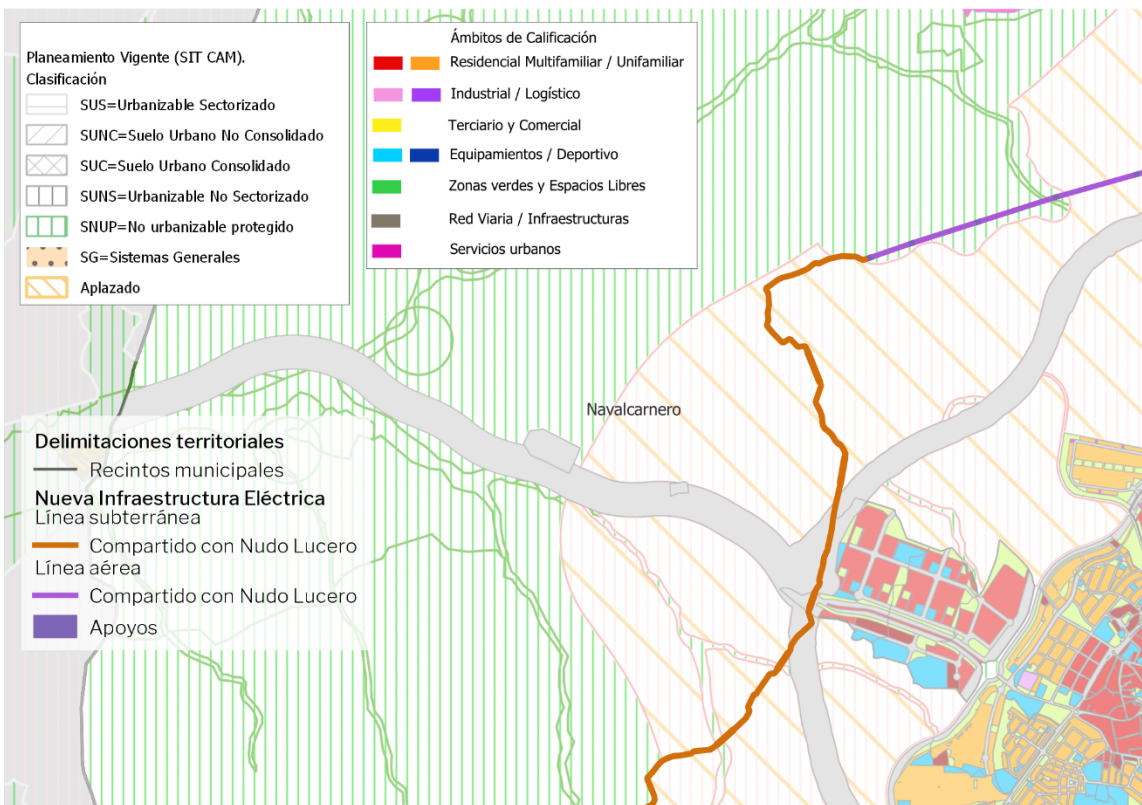 Planeamiento Vigente (SIT CAM).
Clasificación
SUS=Urbanizable Sectorizado
SUNC=Suelo Urbano No Consolidado
SUC=Suelo Urbano Consolidado
SUNS=Urbanizable No Sectorizado
SNUP=No urbanizable protegido
SG=Sistemas Generales
Aplazado
Ámbitos de Calificación
Residencial Multifamiliar / Unifamiliar
Industrial / Logístico
Terciario y Comercial
Equipamientos / Deportivo
Zonas verdes y Espacios Libres
Red Viaria / Infraestructuras
Servicios urbanos
Navalcarnero
Delimitaciones territoriales
Recintos municipales
Nueva Infraestructura Eléctrica
Línea subterránea
Compartido con Nudo Lucero
Línea aérea
Compartido con Nudo Lucero
Apoyos